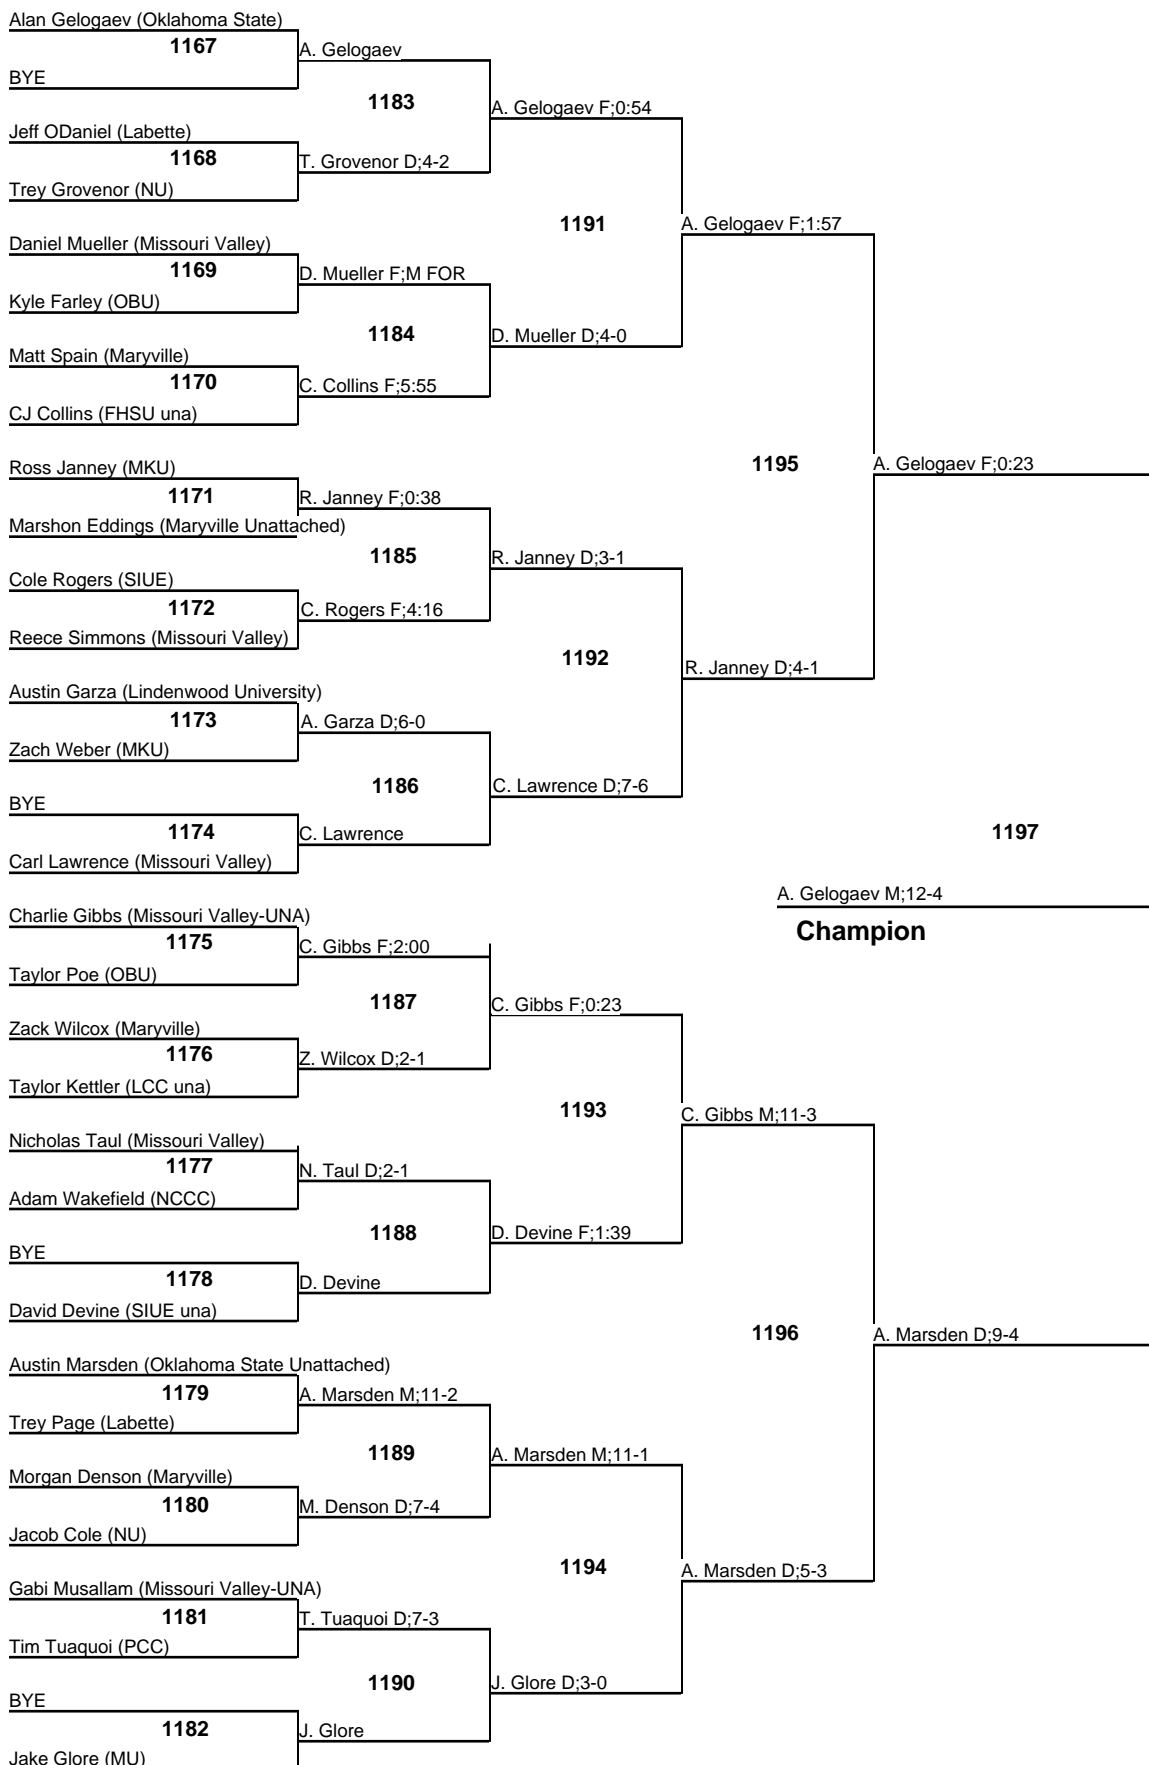 Alan Gelogaev (Oklahoma State)
1167
A. Gelogaev
BYE
1183
A. Gelogaev F;0:54
Jeff ODaniel (Labette)
1168
T. Grovenor D;4-2
Trey Grovenor (NU)
1191
A. Gelogaev F;1:57
Daniel Mueller (Missouri Valley)
1169
D. Mueller F;M FOR
Kyle Farley (OBU)
1184
D. Mueller D;4-0
Matt Spain (Maryville)
1170
C. Collins F;5:55
CJ Collins (FHSU una)
1195
A. Gelogaev F;0:23
Ross Janney (MKU)
1171
R. Janney F;0:38
Marshon Eddings (Maryville Unattached)
1185
R. Janney D;3-1
Cole Rogers (SIUE)
1172
C. Rogers F;4:16
Reece Simmons (Missouri Valley)
1192
R. Janney D;4-1
Austin Garza (Lindenwood University)
1173
A. Garza D;6-0
Zach Weber (MKU)
1186
C. Lawrence D;7-6
BYE
1174
C. Lawrence
Carl Lawrence (Missouri Valley)
1197
A. Gelogaev M;12-4
Champion
Charlie Gibbs (Missouri Valley-UNA)
1175
C. Gibbs F;2:00
Taylor Poe (OBU)
1187
C. Gibbs F;0:23
Zack Wilcox (Maryville)
1176
Z. Wilcox D;2-1
Taylor Kettler (LCC una)
1193
C. Gibbs M;11-3
Nicholas Taul (Missouri Valley)
1177
N. Taul D;2-1
Adam Wakefield (NCCC)
1188
D. Devine F;1:39
BYE
1178
D. Devine
David Devine (SIUE una)
1196
A. Marsden D;9-4
Austin Marsden (Oklahoma State Unattached)
1179
A. Marsden M;11-2
Trey Page (Labette)
1189
A. Marsden M;11-1
Morgan Denson (Maryville)
1180
M. Denson D;7-4
Jacob Cole (NU)
1194
A. Marsden D;5-3
Gabi Musallam (Missouri Valley-UNA)
1181
T. Tuaquoi D;7-3
Tim Tuaquoi (PCC)
1190
J. Glore D;3-0
BYE
1182
J. Glore
Jake Glore (MU)